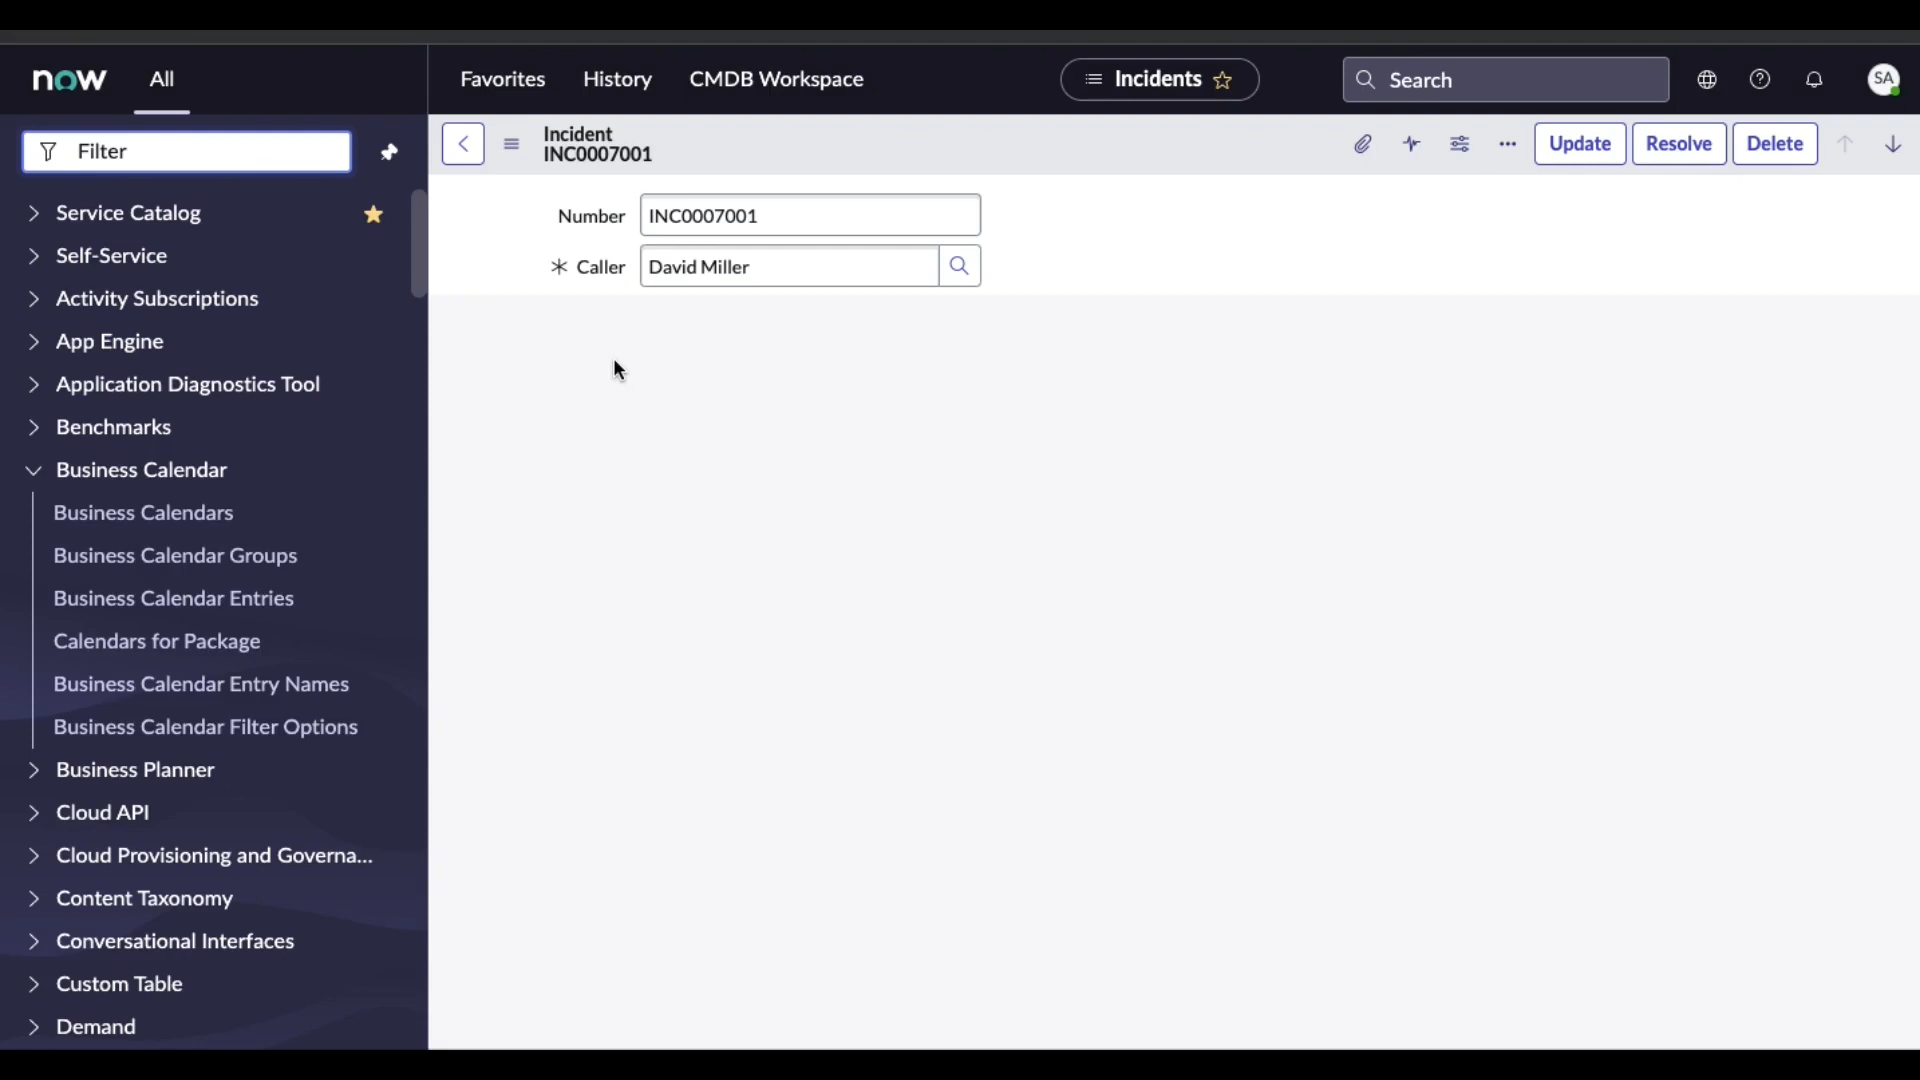 now All Favorites History CMDB Workspace Incidents Search SA
Filter
Incident
INC0007001
Update Resolve Delete
Number INC0007001
Caller David Miller
Service Catalog
Self-Service
Activity Subscriptions
App Engine
Application Diagnostics Tool
Benchmarks
Business Calendar
Business Calendars
Business Calendar Groups
Business Calendar Entries
Calendars for Package
Business Calendar Entry Names
Business Calendar Filter Options
Business Planner
Cloud API
Cloud Provisioning and Governa...
Content Taxonomy
Conversational Interfaces
Custom Table
Demand